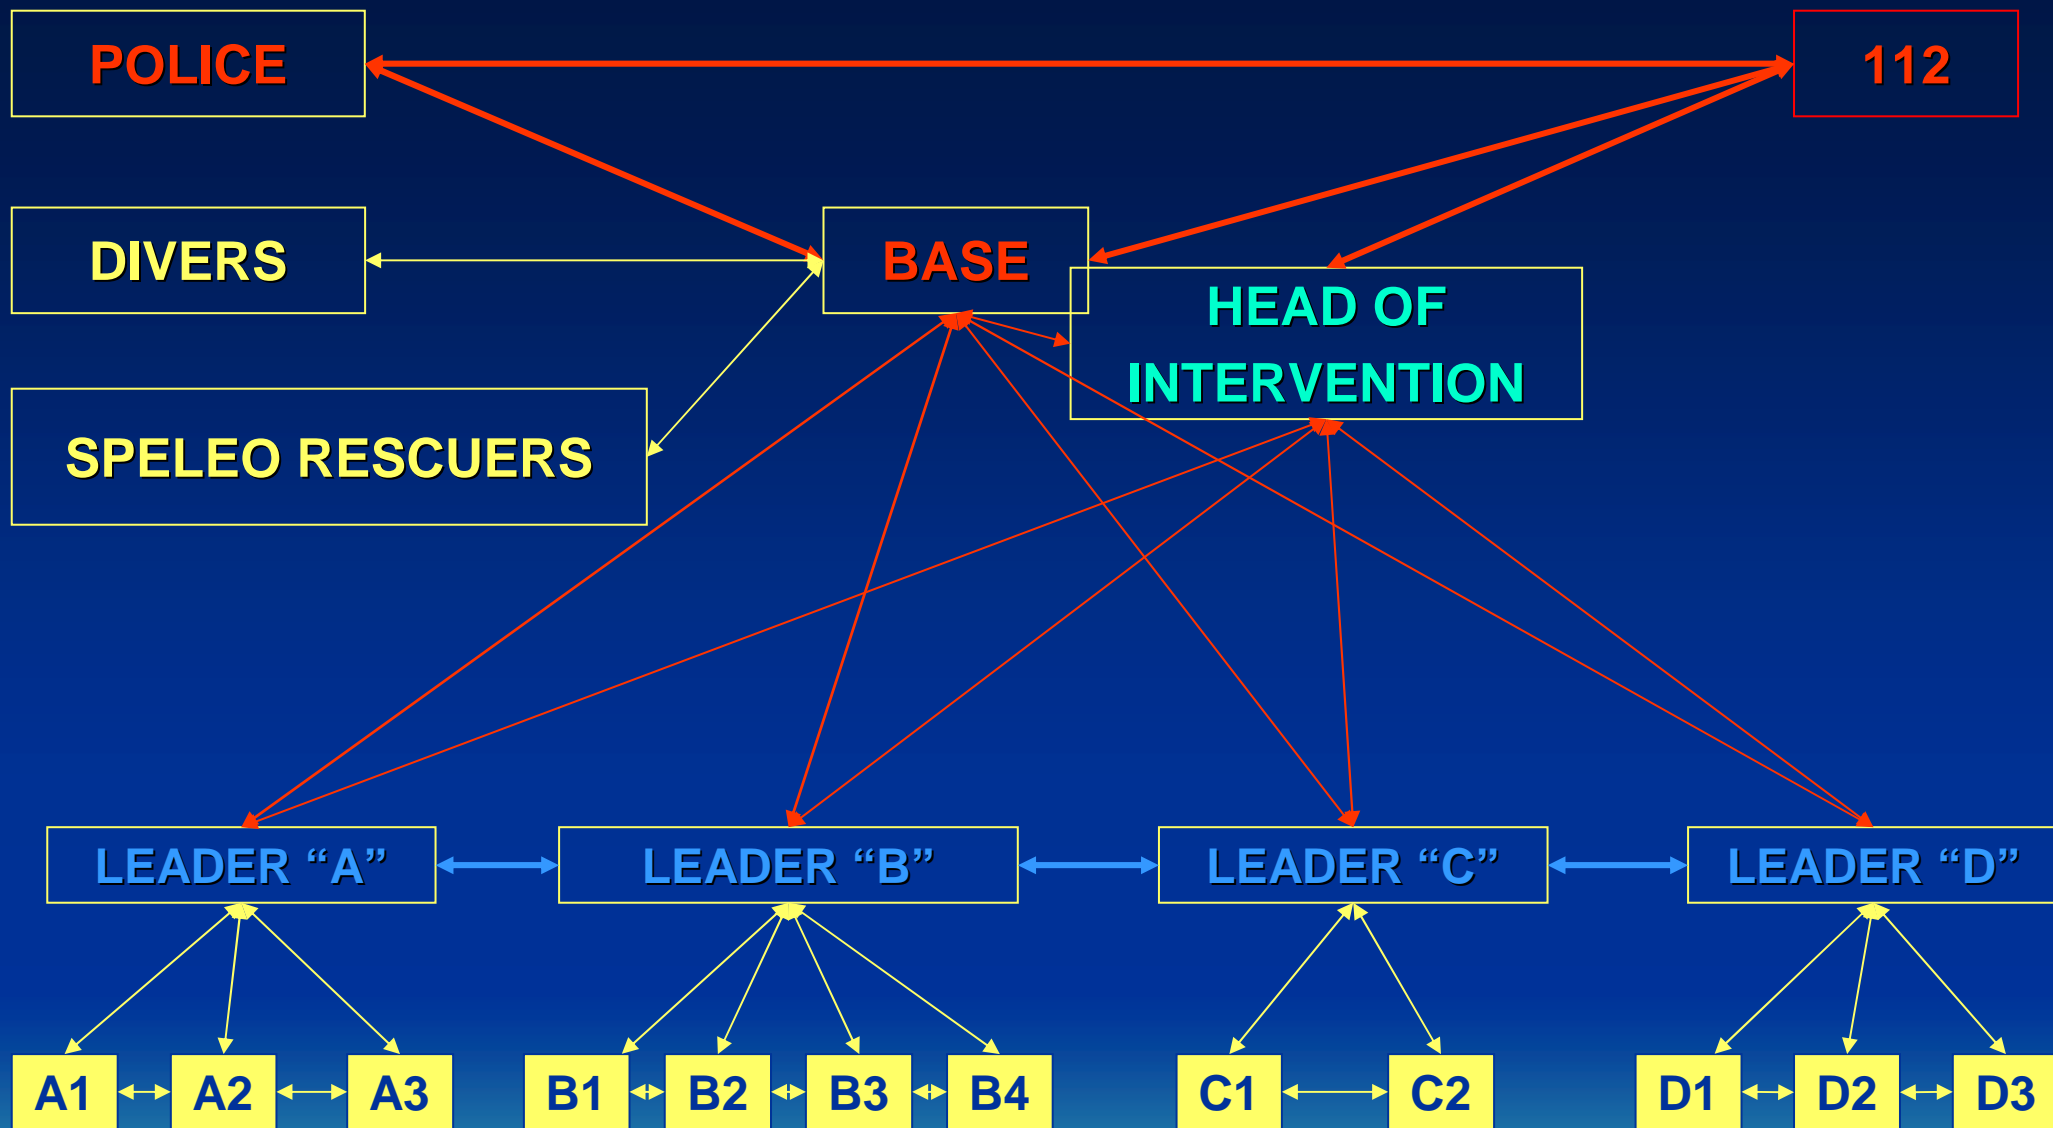 POLICE
112
DIVERS
BASE
HEAD OF
INTERVENTION
SPELEO RESCUERS
LEADER “A”
LEADER “B”
LEADER “C”
LEADER “D”
A1
A2
A3
B1
B2
B3
B4
C1
C2
D1
D2
D3